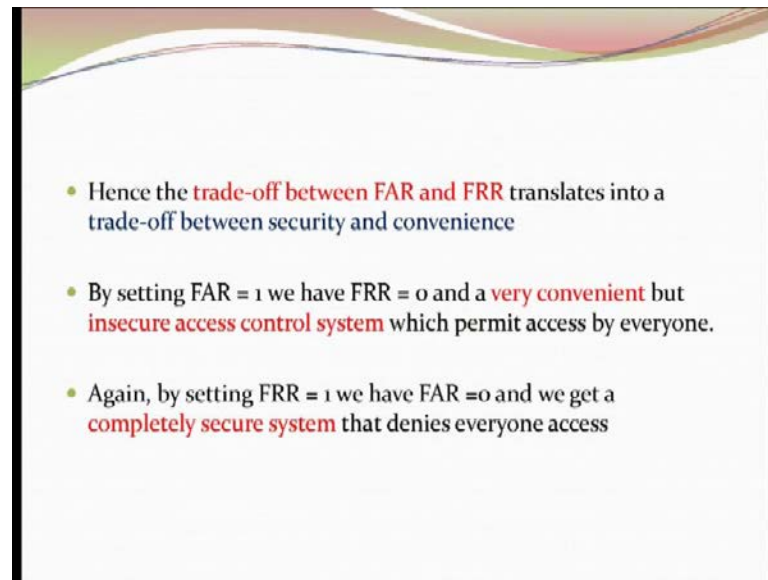 • Hence the trade-off between FAR and FRR translates into a
trade-off between security and convenience
• By setting FAR = 1 we have FRR = 0 and a very convenient but
insecure access control system which permit access by everyone.
• Again, by setting FRR = 1 we have FAR =0 and we get a
completely secure system that denies everyone access